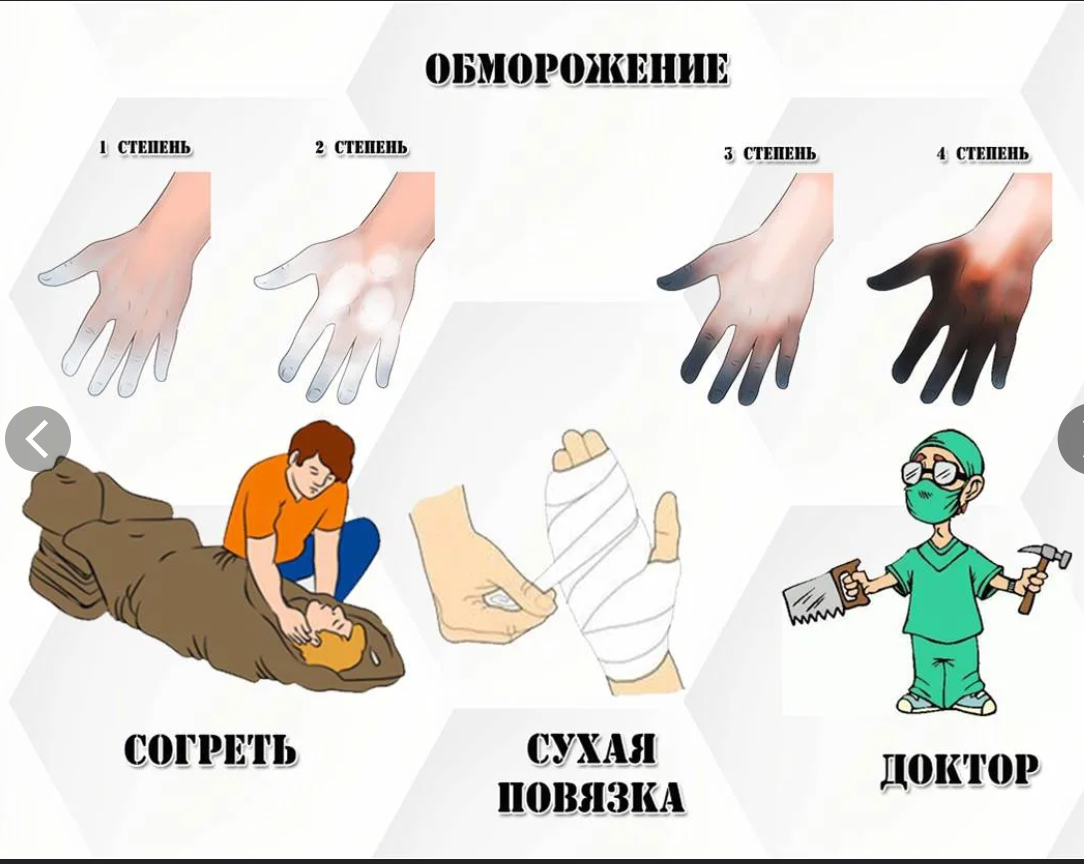 ОБМОРОЖЕНИЕ
1 СТЕПЕНЬ
2 СТЕПЕНЬ
3 СТЕПЕНЬ
4 СТЕПЕНЬ
СОГРЕТЬ
СУХАЯ
ПОВЯЗКА
ДОКТОР